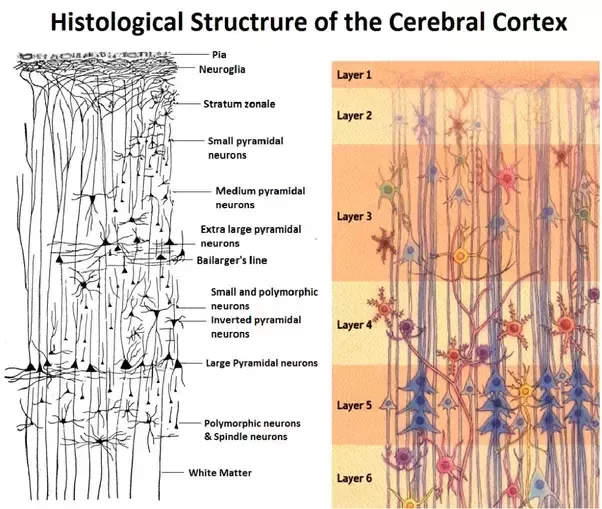 Histological Structrure of the Cerebral Cortex
Pia
Neuroglia
Stratum zonale
Small pyramidal
neurons
Medium pyramidal
neurons
Extra large pyramidal
neurons
Bailarger's line
Small and polymorphic
neurons
Inverted pyramidal
neurons
Large Pyramidal neurons
Polymorphic neurons
& Spindle neurons
White Matter
Layer 1
Layer 2
Layer 3
Layer 4
Layer 5
Layer 6